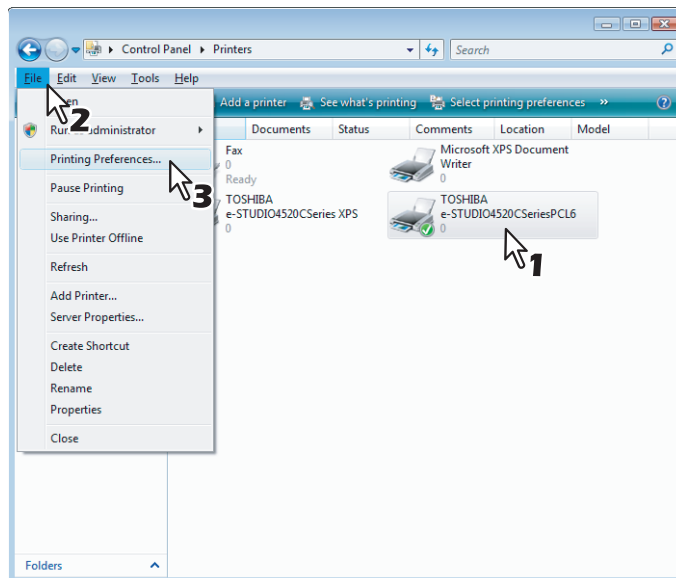 Control Panel Printers
Search
File Edit View Tools Help
Add a printer See what's printing Select printing preferences »
Documents Status Comments Location Model
2
administrator
Printing Preferences...
3
Pause Printing
Sharing...
Use Printer Offline
Refresh
Add Printer...
Server Properties...
Create Shortcut
Delete
Rename
Properties
Close
Fax
0
Ready
Microsoft XPS Document
Writer
0
TOSHIBA
e-STUDIO4520CSeries XPS
0
TOSHIBA
e-STUDIO4520CSeriesPCL6
0
1
Folders